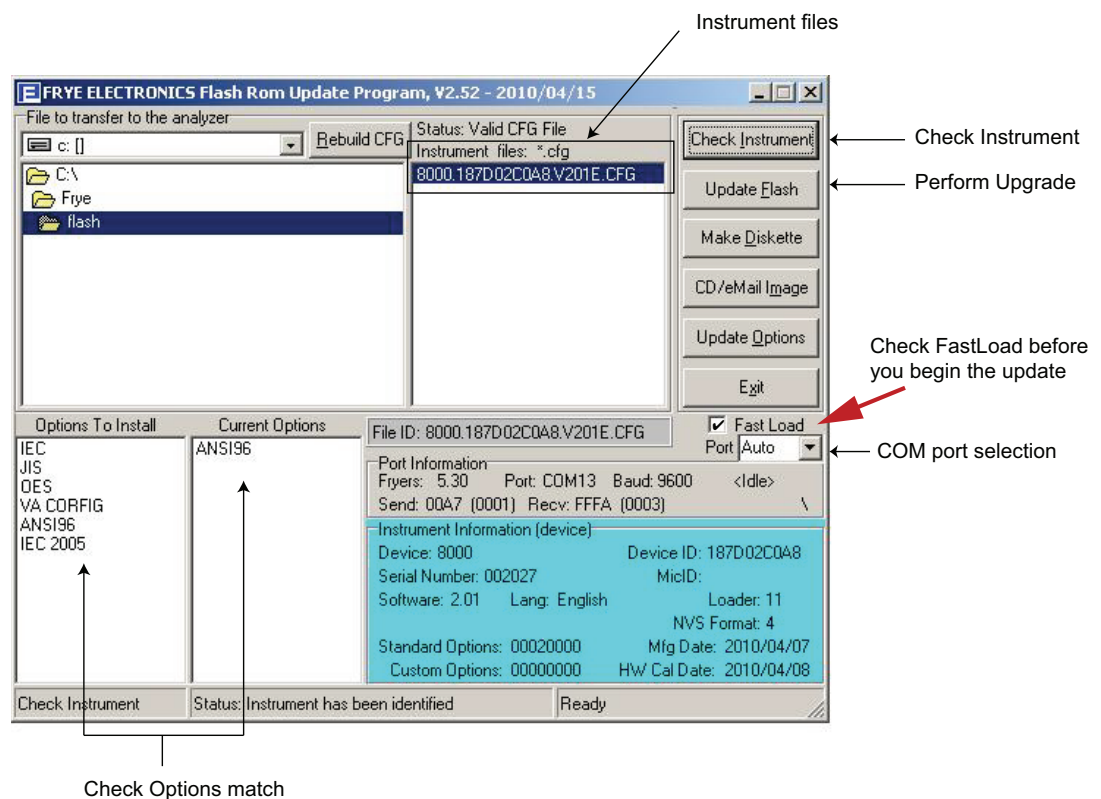 Instrument files
FRYE ELECTRONICS Flash Rom Update Program, V2.52 - 2010/04/15
File to transfer to the analyzer
c: []
Rebuild CFG
Status: Valid CFG File
Instrument files: *.cfg
8000.187D02C0A8.V201E.CFG
C:\
Frye
flash
Check Instrument
Update Flash
Make Diskette
CD/eMail Image
Update Options
Exit
Check Instrument
Perform Upgrade
Check FastLoad before
you begin the update
Fast Load
Port Auto
COM port selection
Options To Install
IEC
JIS
OES
VA CORFIG
ANSI96
IEC 2005
Current Options
ANSI96
File ID: 8000.187D02C0A8.V201E.CFG
Port Information
Fryers: 5.30 Port: COM13 Baud: 9600 <Idle>
Send: 00A7 (0001) Recv: FFFA (0003) \
Instrument Information (device)
Device: 8000 Device ID: 187D02C0A8
Serial Number: 002027 MicID:
Software: 2.01 Lang: English Loader: 11
NVS Format: 4
Standard Options: 00020000 Mfg Date: 2010/04/07
Custom Options: 00000000 HW Cal Date: 2010/04/08
Check Instrument Status: Instrument has been identified Ready
Check Options match